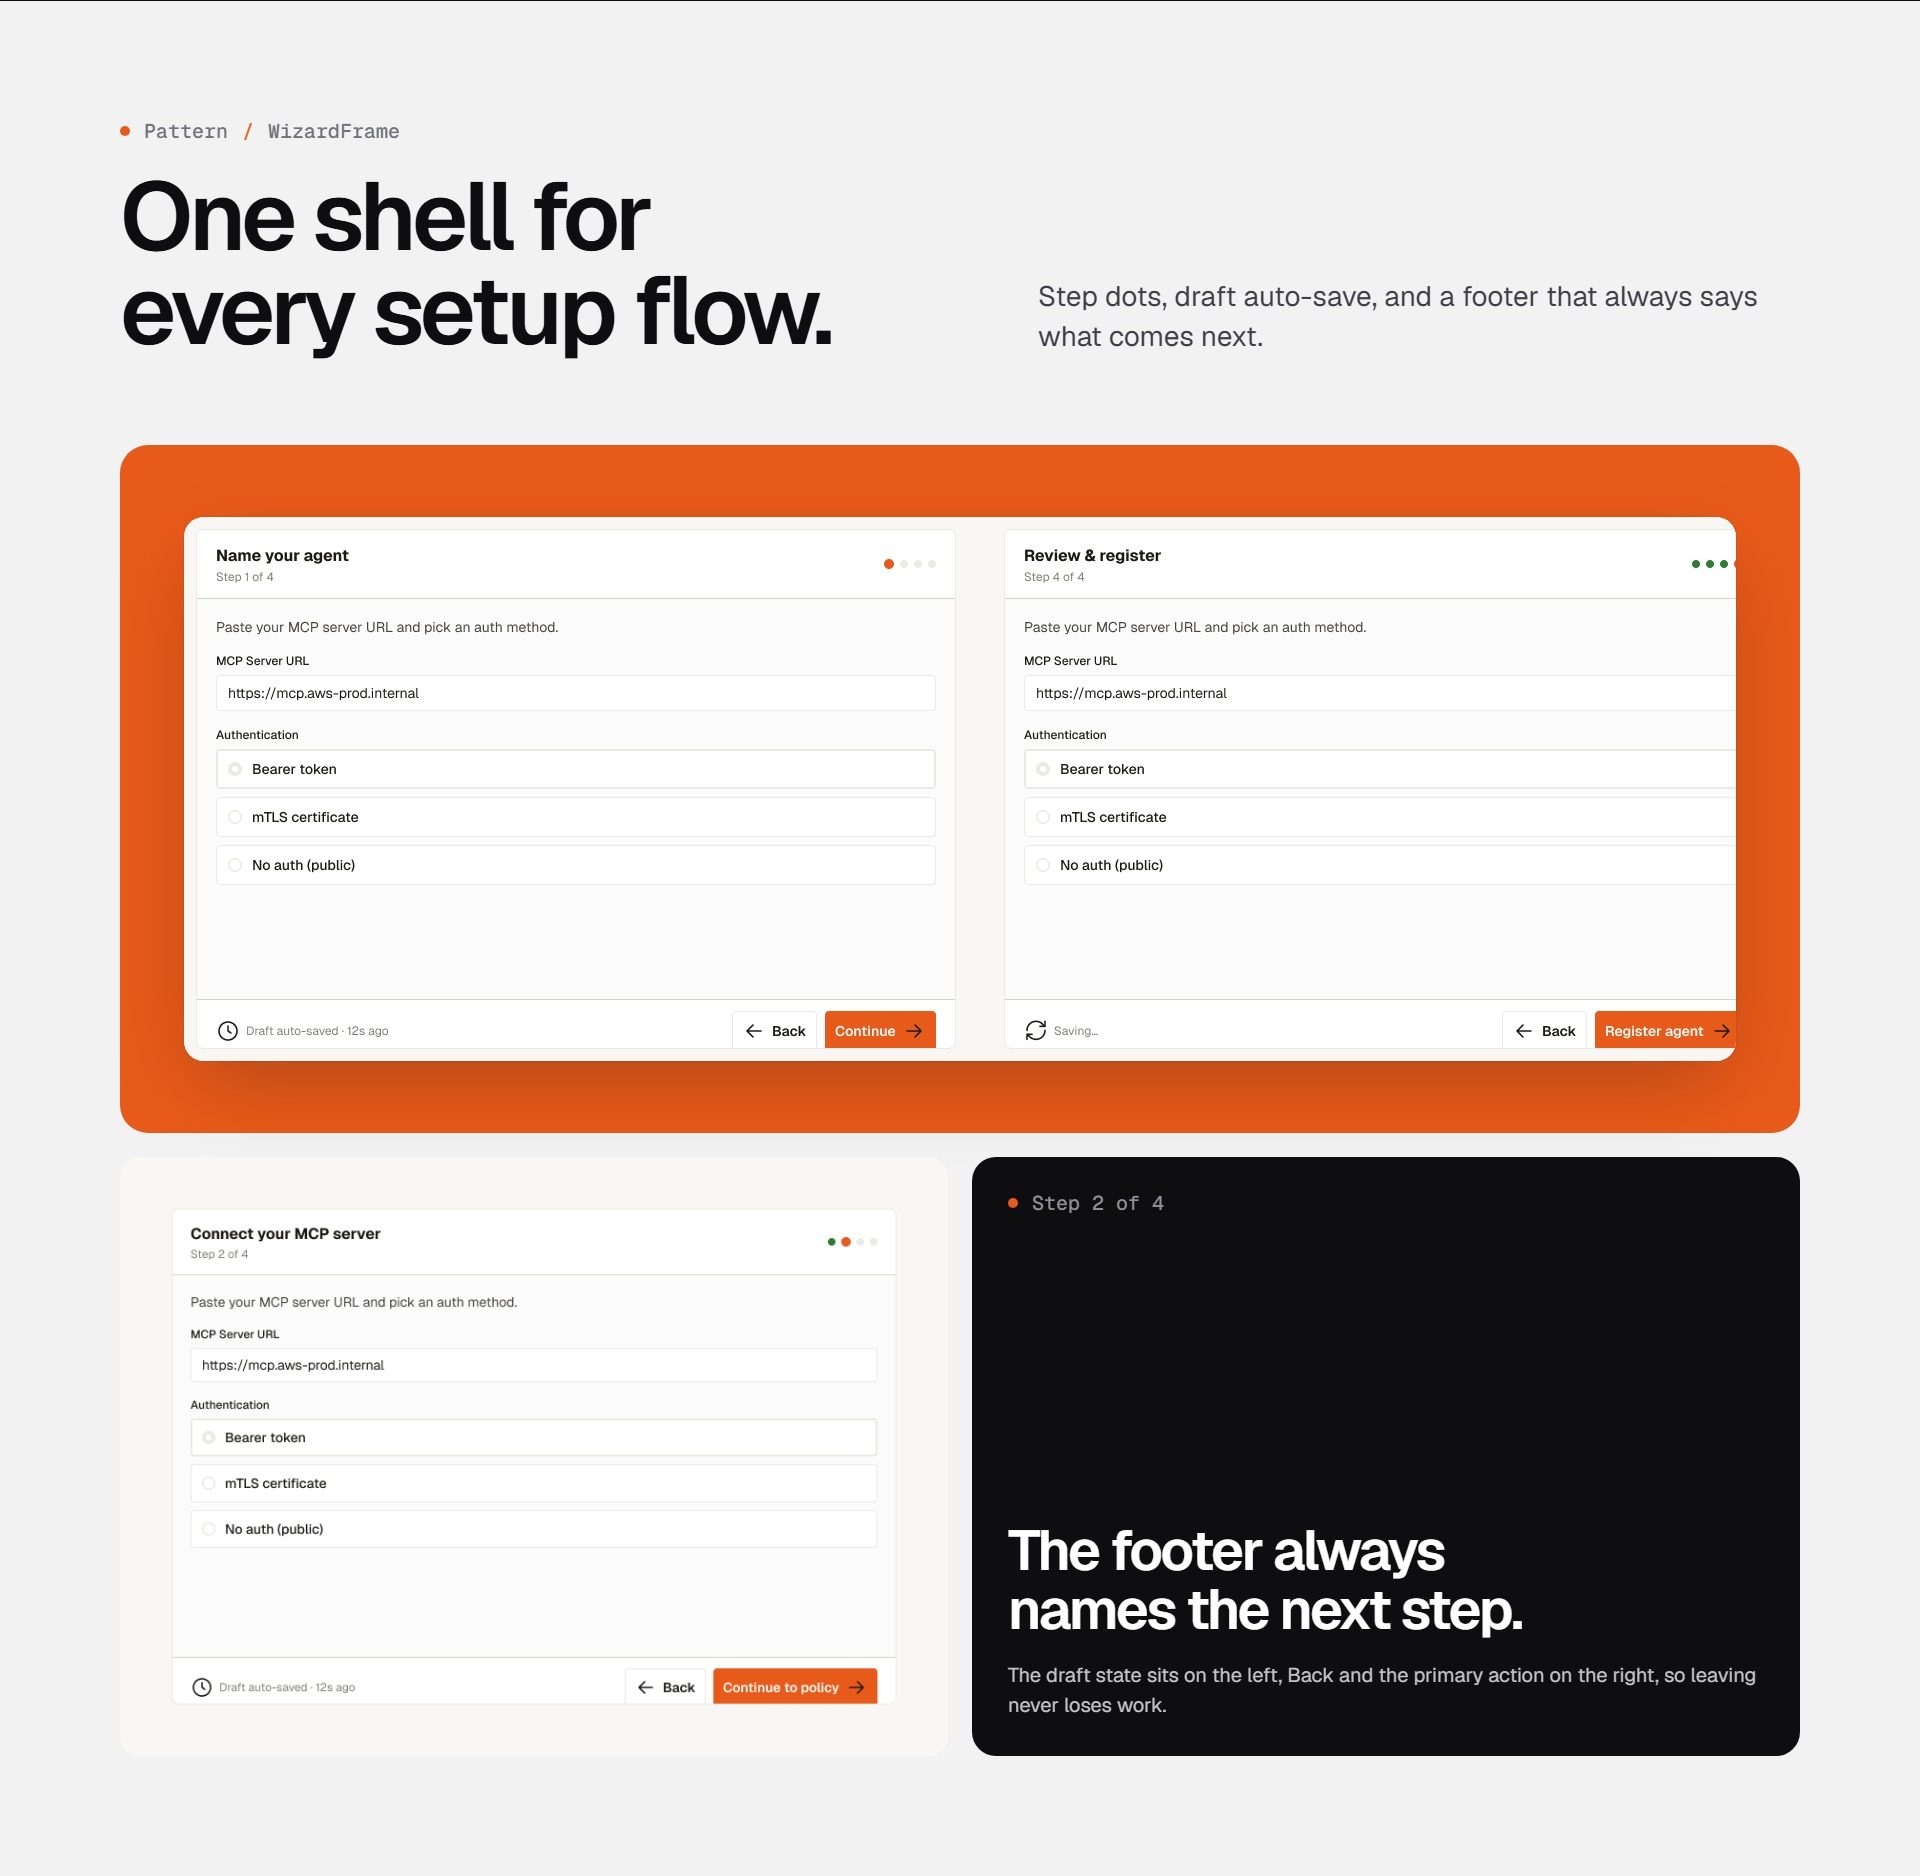 Pattern / WizardFrame
One shell for
every setup flow.
Step dots, draft auto-save, and a footer that always says
what comes next.
Name your agent
Step 1 of 4
Paste your MCP server URL and pick an auth method.
MCP Server URL
https://mcp.aws-prod.internal
Authentication
Bearer token
mTLS certificate
No auth (public)
Draft auto-saved · 12s ago
Back
Continue
Review & register
Step 4 of 4
Paste your MCP server URL and pick an auth method.
MCP Server URL
https://mcp.aws-prod.internal
Authentication
Bearer token
mTLS certificate
No auth (public)
Saving…
Back
Register agent
Connect your MCP server
Step 2 of 4
Paste your MCP server URL and pick an auth method.
MCP Server URL
https://mcp.aws-prod.internal
Authentication
Bearer token
mTLS certificate
No auth (public)
Draft auto-saved · 12s ago
Back
Continue to policy
Step 2 of 4
The footer always
names the next step.
The draft state sits on the left, Back and the primary action on the right, so leaving
never loses work.